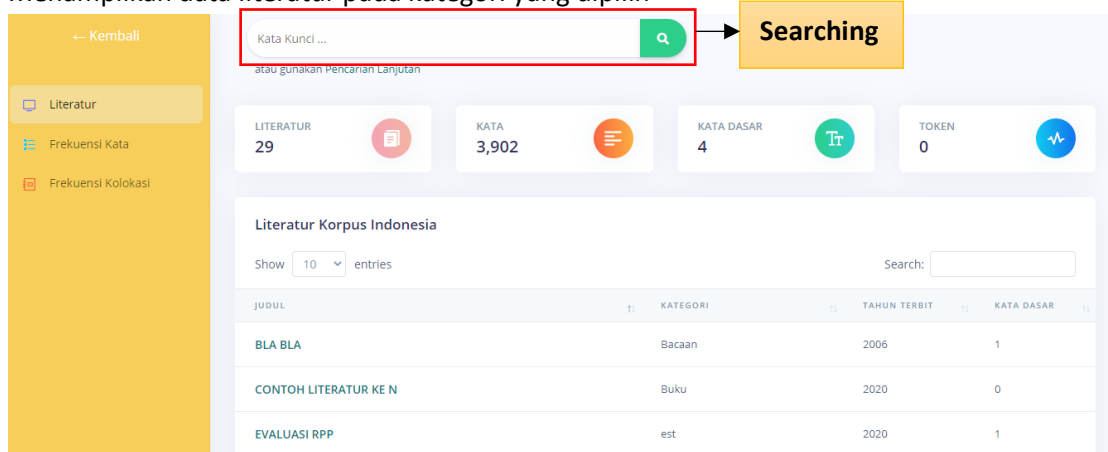 menampilkan data literatur pada kategori yang dipilih
← Kembali
Kata Kunci ...
Searching
atau gunakan Pencarian Lanjutan
Literatur
Frekuensi Kata
Frekuensi Kolokasi
LITERATUR
29
KATA
3,902
KATA DASAR
4
Tт
TOKEN
0
Literatur Korpus Indonesia
Show 10 entries
Search:
JUDUL KATEGORI TAHUN TERBIT KATA DASAR
BLA BLA Bacaan 2006 1
CONTOH LITERATUR KE N Buku 2020 0
EVALUASI RPP est 2020 1